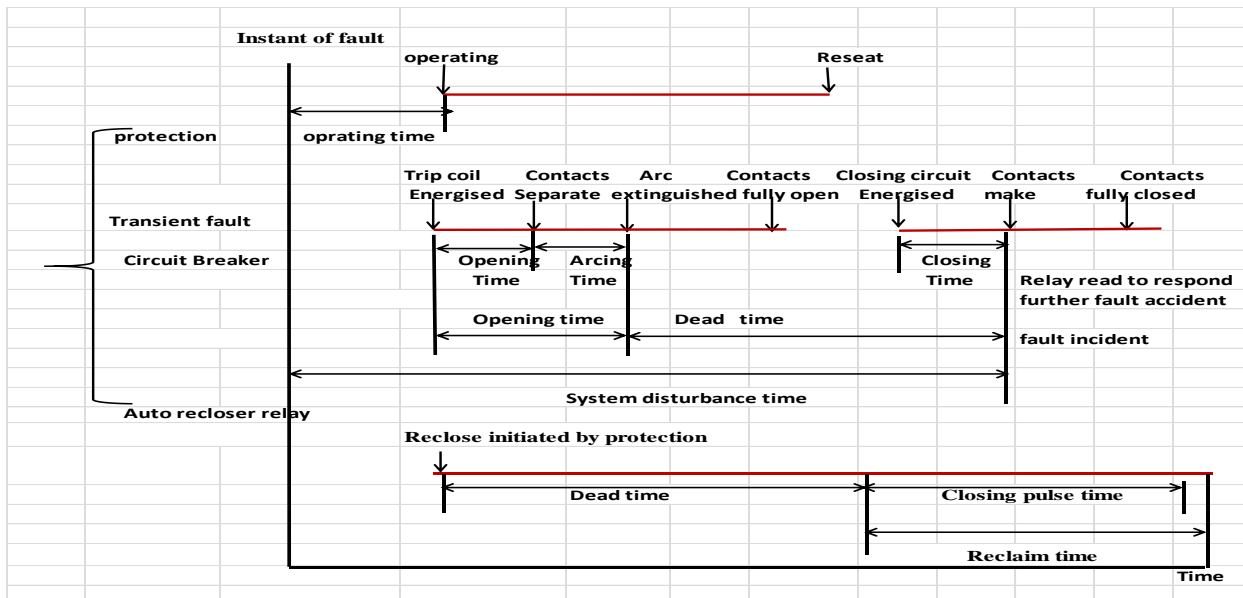 Instant of fault
operating
Reseat
protection
oprating time
Trip coil Contacts Arc Contacts Closing circuit Contacts Contacts
Energised Separate extinguished fully open Energised make fully closed
Transient fault
Circuit Breaker
Opening Arcing Closing
Time Time Time
Relay read to respond
further fault accident
Opening time Dead time
fault incident
System disturbance time
Auto recloser relay
Reclose initiated by protection
Dead time Closing pulse time
Reclaim time
Time